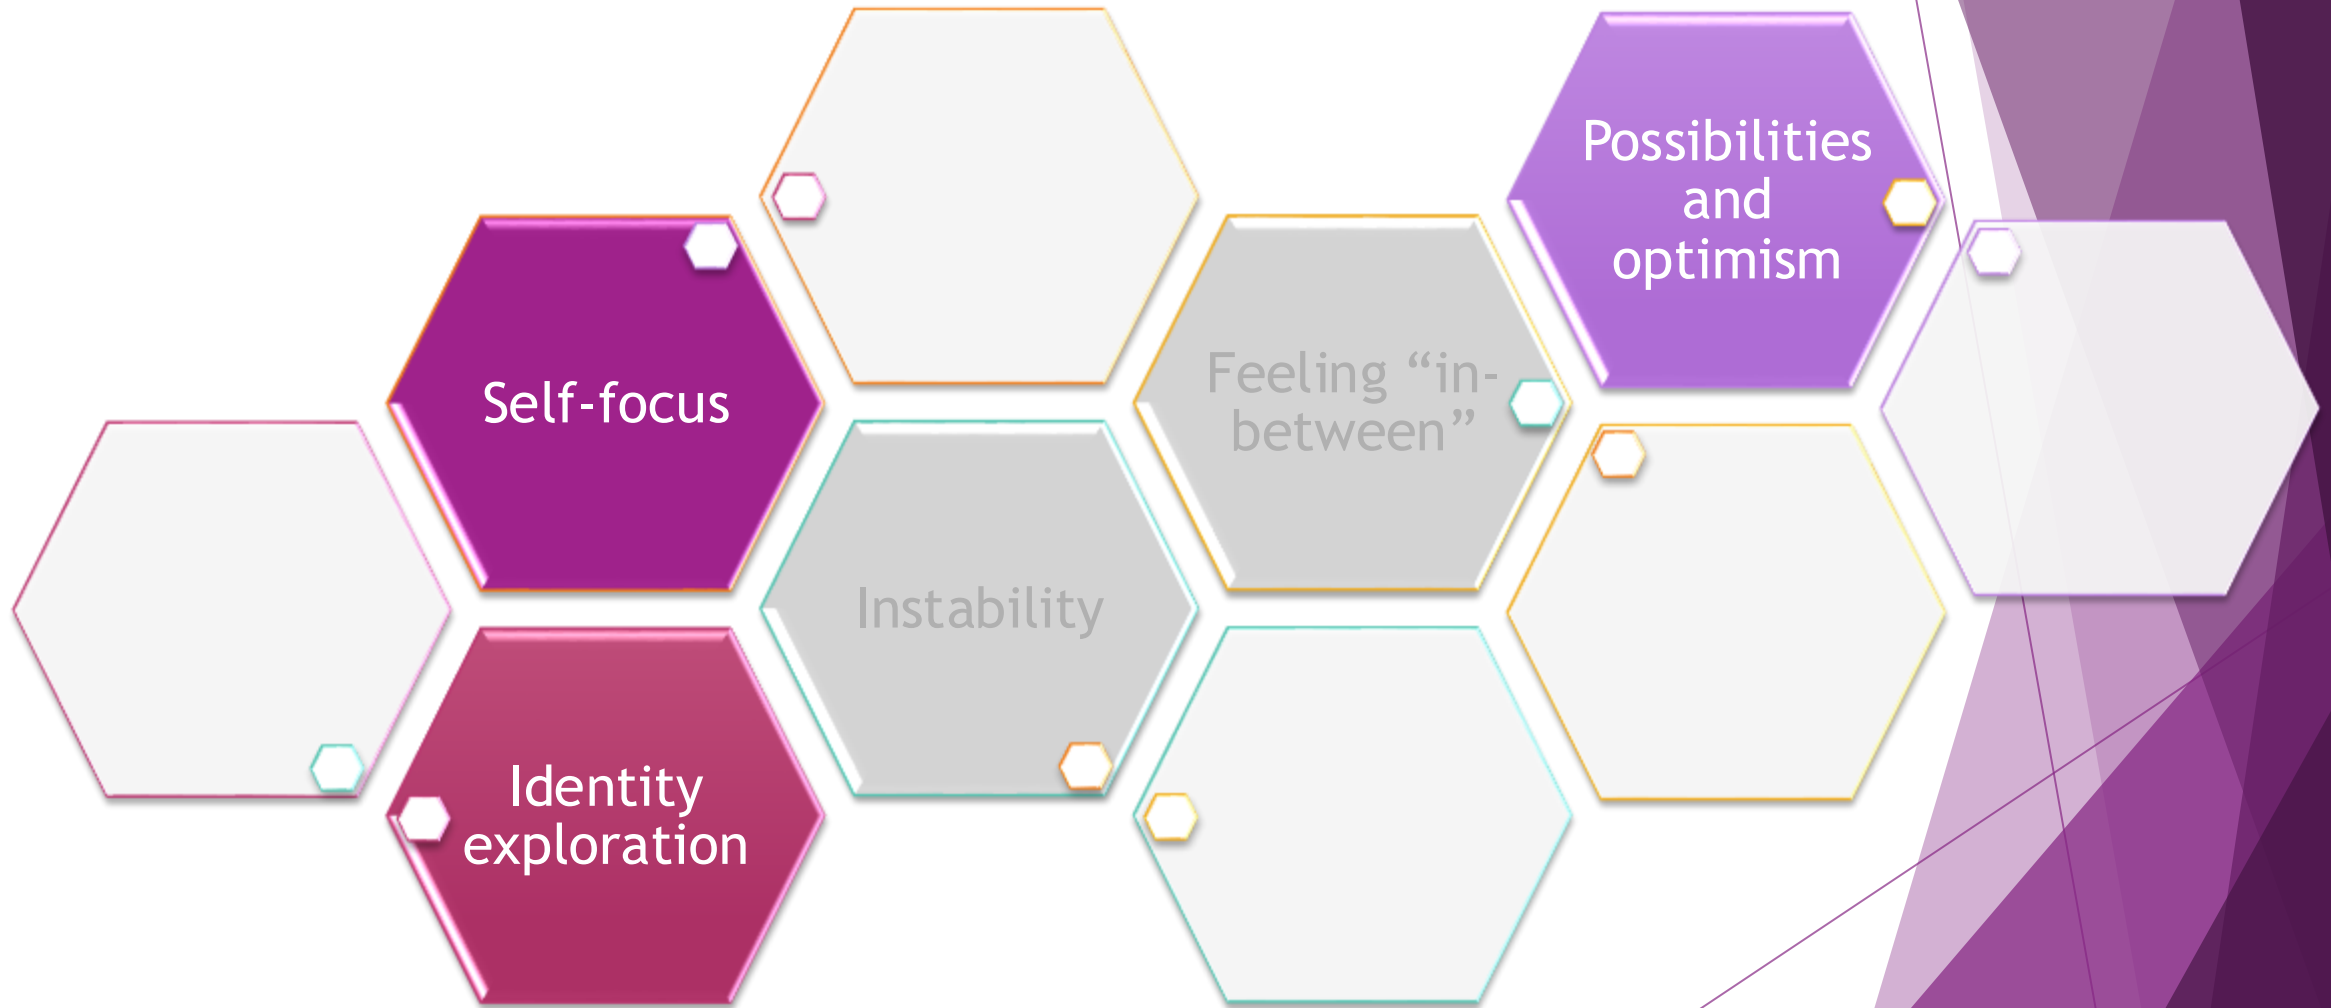 Possibilities
and
optimism
Self-focus
Feeling “in-
between”
Instability
Identity
exploration